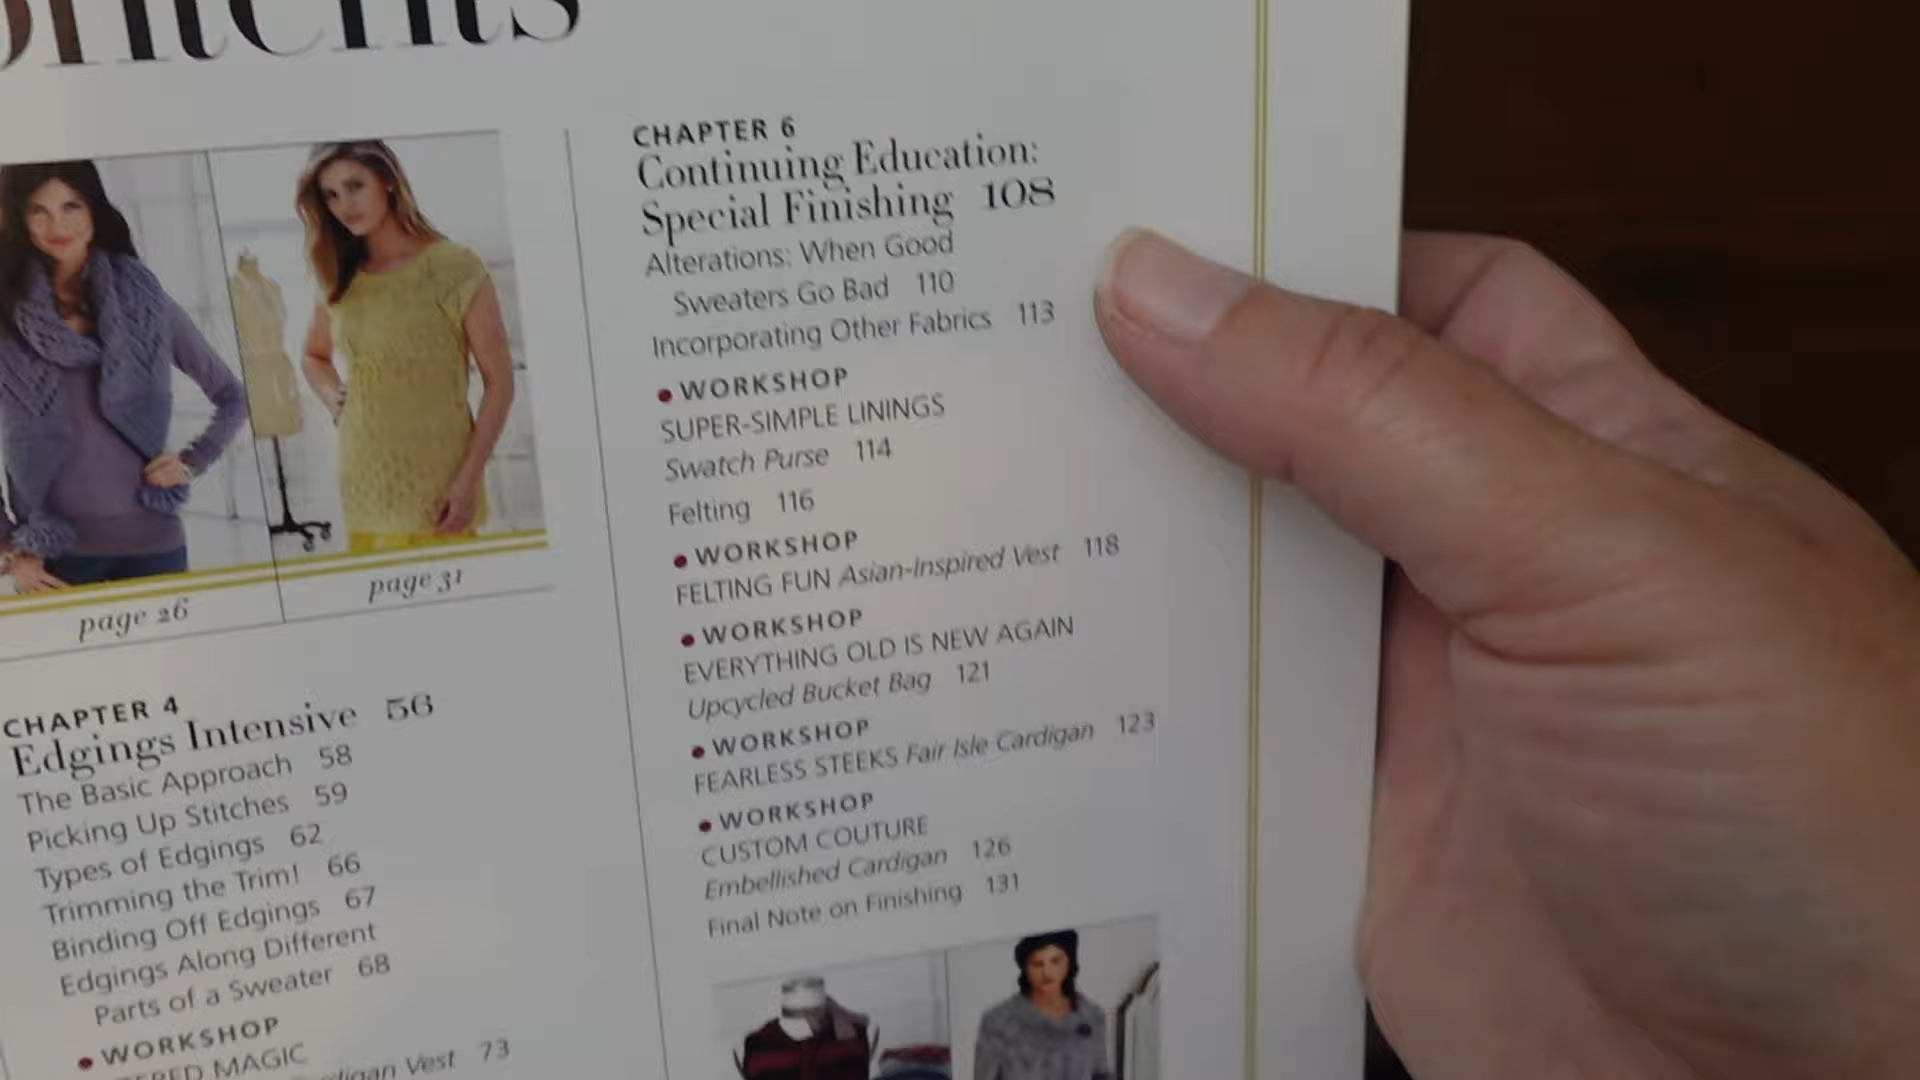 page 26
page 31
CHAPTER 4
Edgings Intensive 56
The Basic Approach 58
Picking Up Stitches 59
Types of Edgings 62
Trimming the Trim! 66
Binding Off Edgings 67
Edgings Along Different
Parts of a Sweater 68
• WORKSHOP
MAGIC
Vest 73
CHAPTER 6
Continuing Education:
Special Finishing 108
Alterations: When Good
Sweaters Go Bad 110
Incorporating Other Fabrics 113
• WORKSHOP
SUPER-SIMPLE LININGS
Swatch Purse 114
Felting 116
• WORKSHOP
FELTING FUN Asian-Inspired Vest 118
• WORKSHOP
EVERYTHING OLD IS NEW AGAIN
Upcycled Bucket Bag 121
• WORKSHOP
FEARLESS STEEKS Fair Isle Cardigan 123
• WORKSHOP
CUSTOM COUTURE
Embellished Cardigan 126
Final Note on Finishing 131